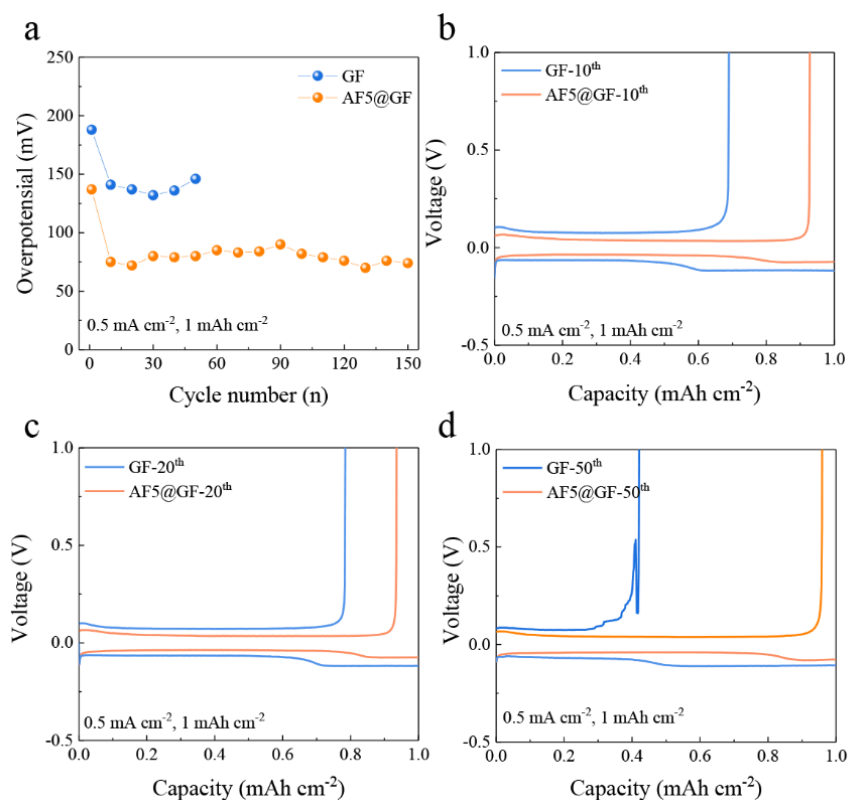 a
250
200
150
100
50
0
Overpotensial (mV)
GF
AF5@GF
0.5 mA cm⁻², 1 mAh cm⁻²
0 30 60 90 120 150
Cycle number (n)
b
1.0
0.5
0.0
-0.5
Voltage (V)
GF-10ᵗʰ
AF5@GF-10ᵗʰ
0.5 mA cm⁻², 1 mAh cm⁻²
0.0 0.2 0.4 0.6 0.8 1.0
Capacity (mAh cm⁻²)
c
1.0
0.5
0.0
-0.5
Voltage (V)
GF-20ᵗʰ
AF5@GF-20ᵗʰ
0.5 mA cm⁻², 1 mAh cm⁻²
0.0 0.2 0.4 0.6 0.8 1.0
Capacity (mAh cm⁻²)
d
1.0
0.5
0.0
-0.5
Voltage (V)
GF-50ᵗʰ
AF5@GF-50ᵗʰ
0.5 mA cm⁻², 1 mAh cm⁻²
0.0 0.2 0.4 0.6 0.8 1.0
Capacity (mAh cm⁻²)